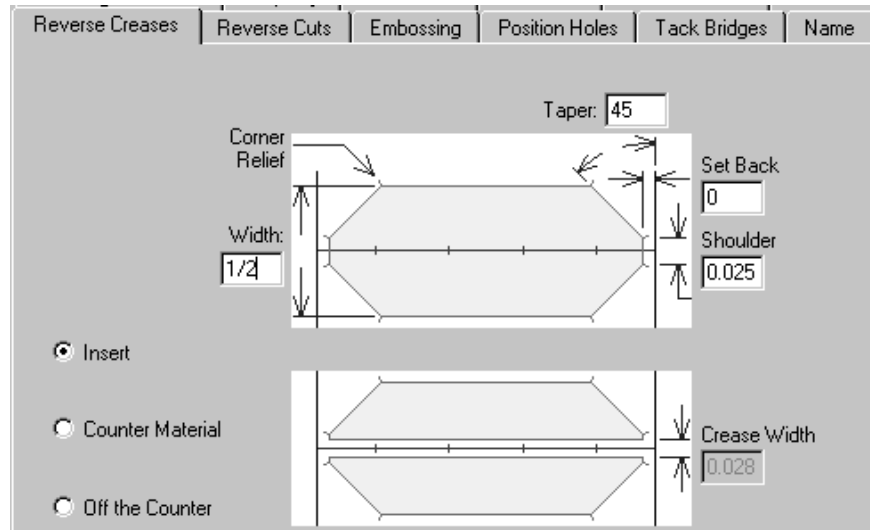 Reverse Creases Reverse Cuts Embossing Position Holes Tack Bridges Name
Taper: 45
Corner
Relief
Set Back
0
Width:
1/2
Shoulder
0.025
Insert
Counter Material
Crease Width
0.028
Off the Counter